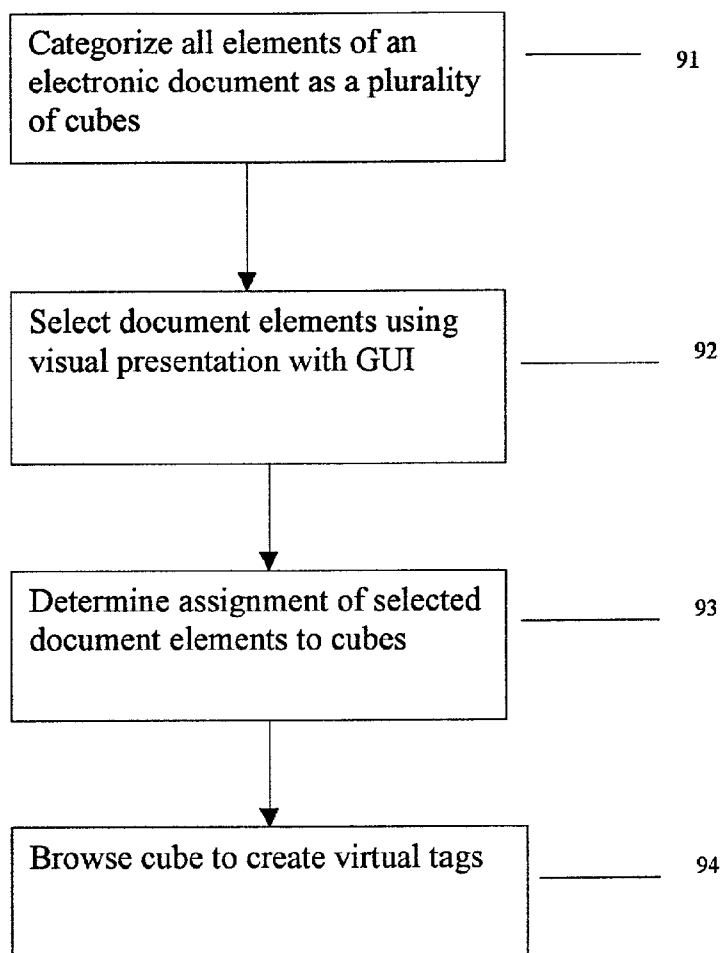 Categorize all elements of an
electronic document as a plurality
of cubes
91
Select document elements using
visual presentation with GUI
92
Determine assignment of selected
document elements to cubes
93
Browse cube to create virtual tags
94